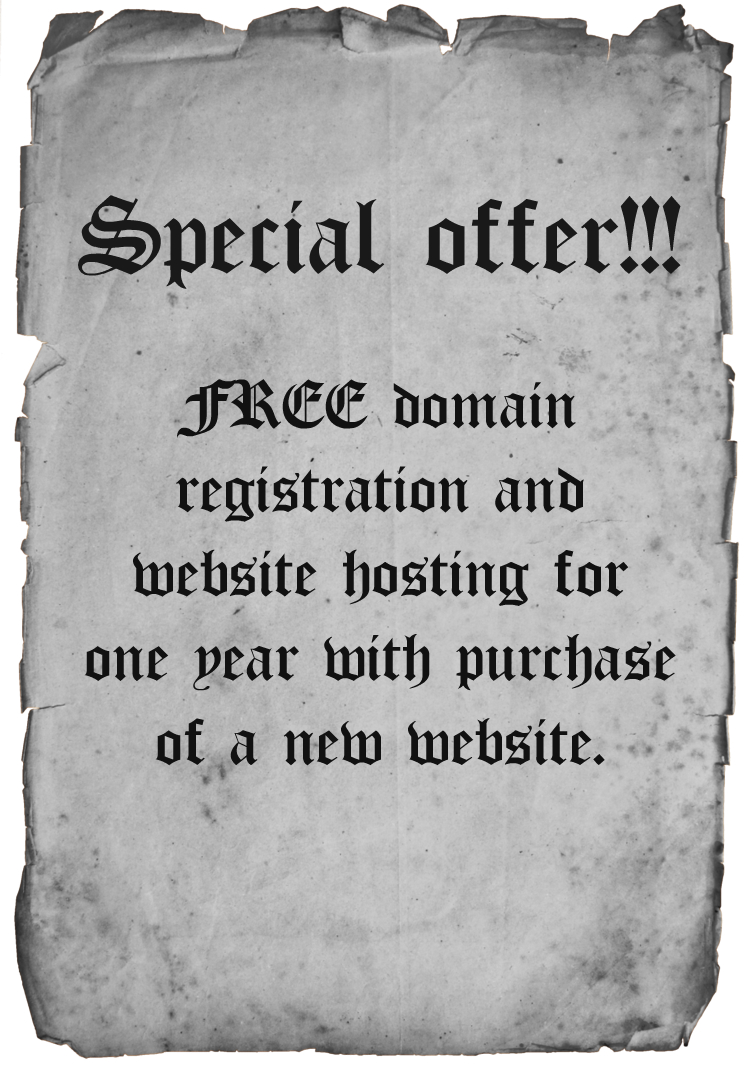 Special offer!!!
FREE domain
registration and
website hosting for
one year with purchase
of a new website.